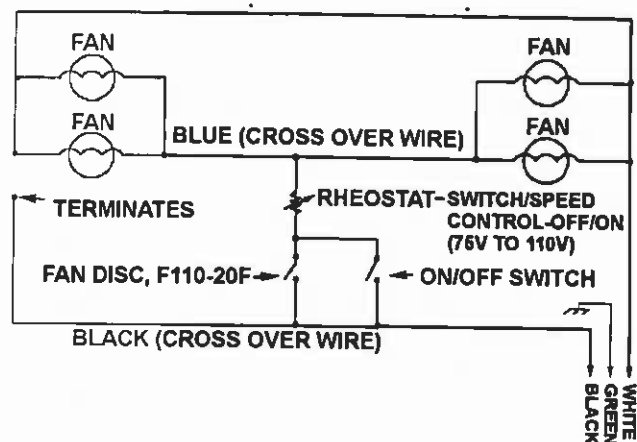 FAN
FAN
FAN
FAN
BLUE (CROSS OVER WIRE)
TERMINATES
RHEOSTAT-SWITCH/SPEED
CONTROL-OFF/ON
(75V TO 110V)
FAN DISC, F110-20F
ON/OFF SWITCH
BLACK (CROSS OVER WIRE)
BLACK
GREEN
WHITE